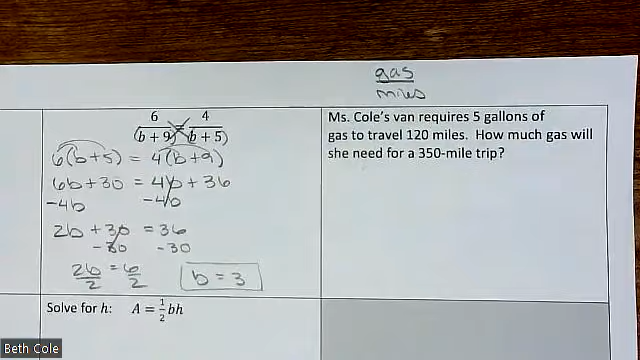 gas
miles
6 4
(b + 9) = (b + 5)
6(b+5) = 4(b+9)
6b+30 = 4b+36
-4b -4b
2b+30 = 36
-30 -30
2b = 6
2 2
b = 3
Ms. Cole's van requires 5 gallons of
gas to travel 120 miles. How much gas will
she need for a 350-mile trip?
Solve for h: A = 1/2 bh
Beth Cole